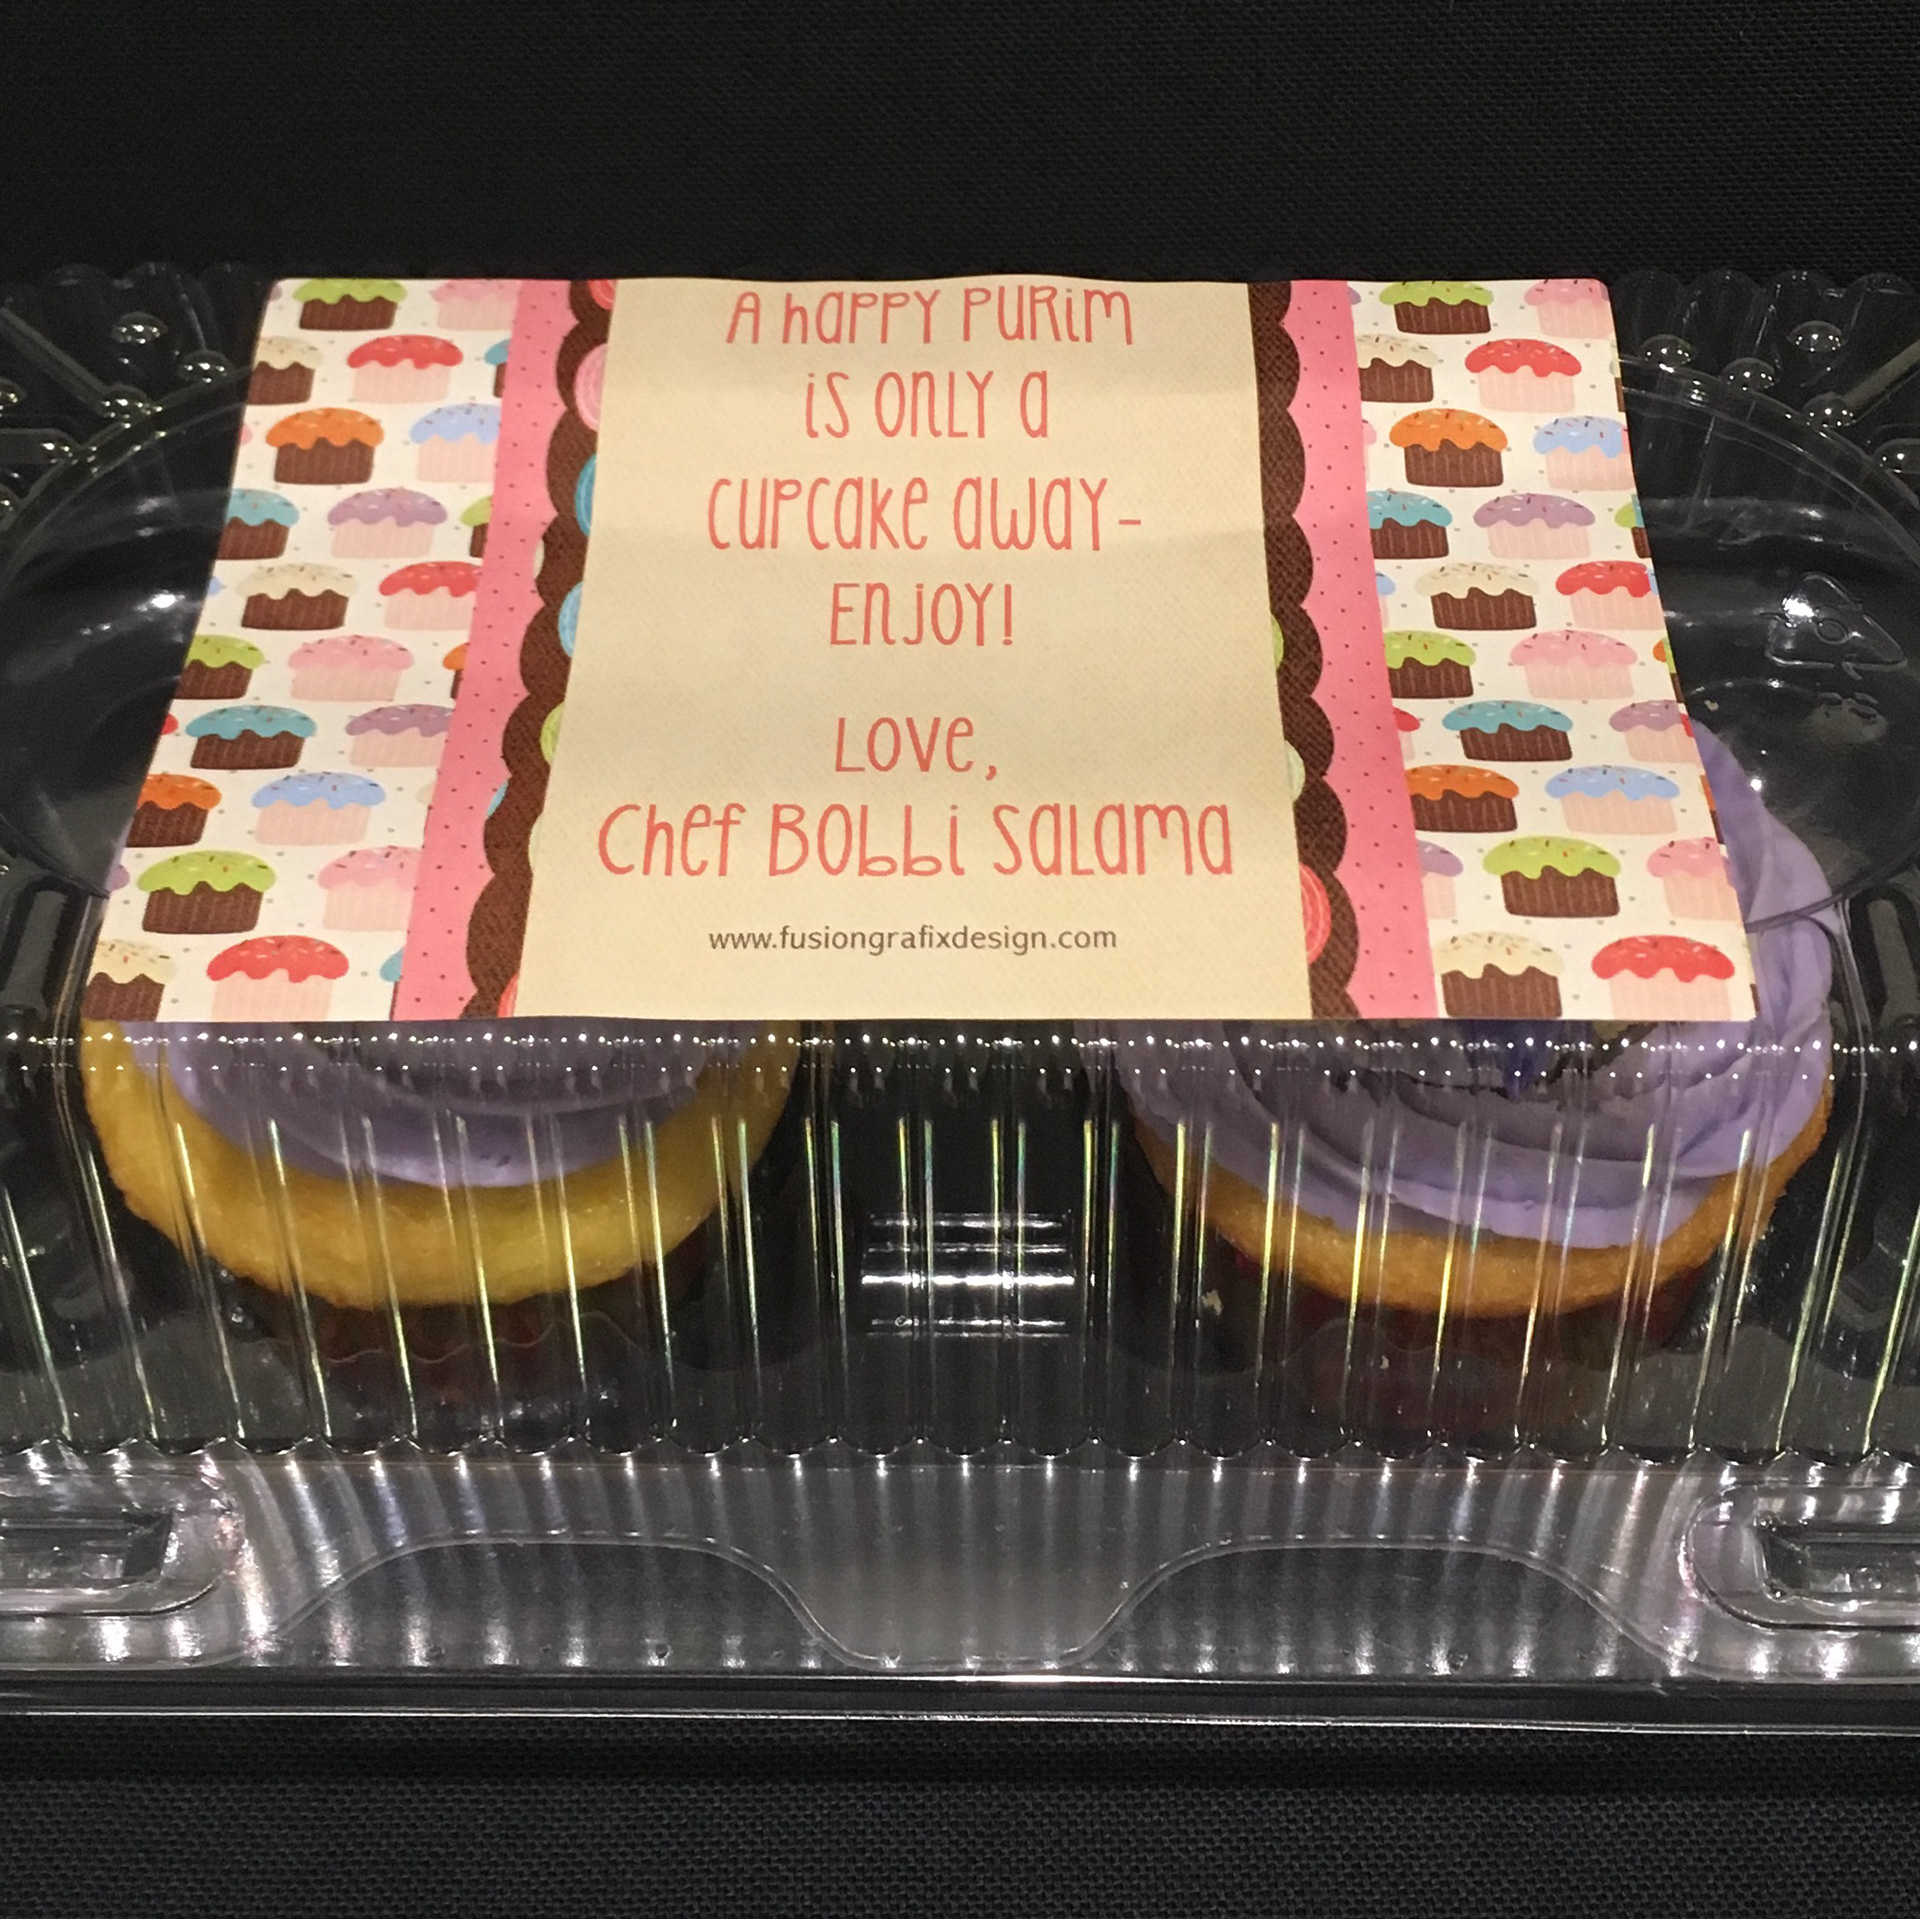 A happy Purim
is only a
cupcake away-
Enjoy!
Love,
Chef Bobbi Salama
www.fusiongrafixdesign.com